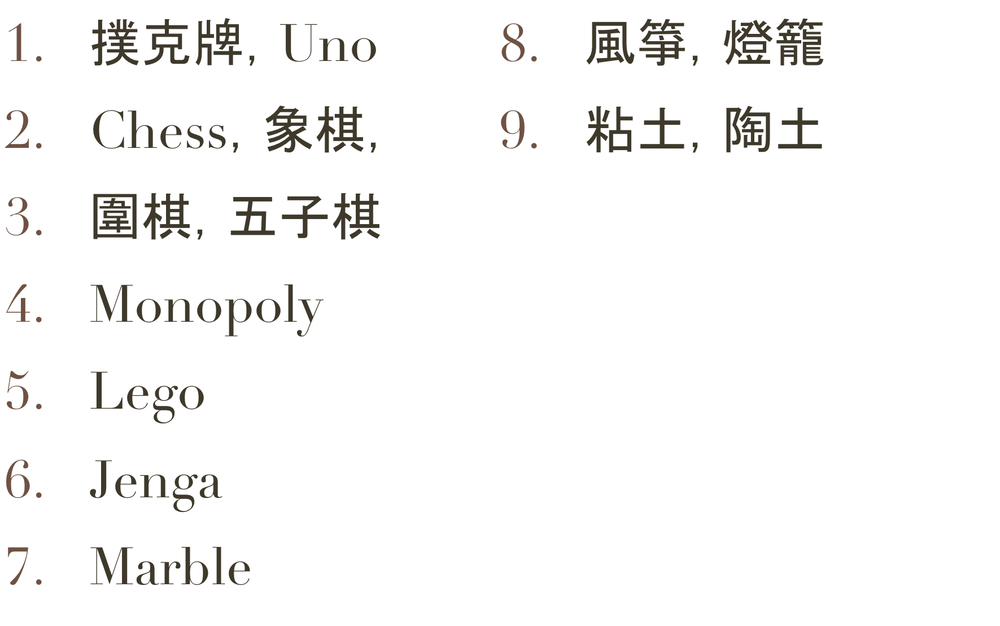 1. 撲克牌, Uno
2. Chess, 象棋,
3. 圍棋, 五子棋
4. Monopoly
5. Lego
6. Jenga
7. Marble
8. 風箏, 燈籠
9. 粘土, 陶土